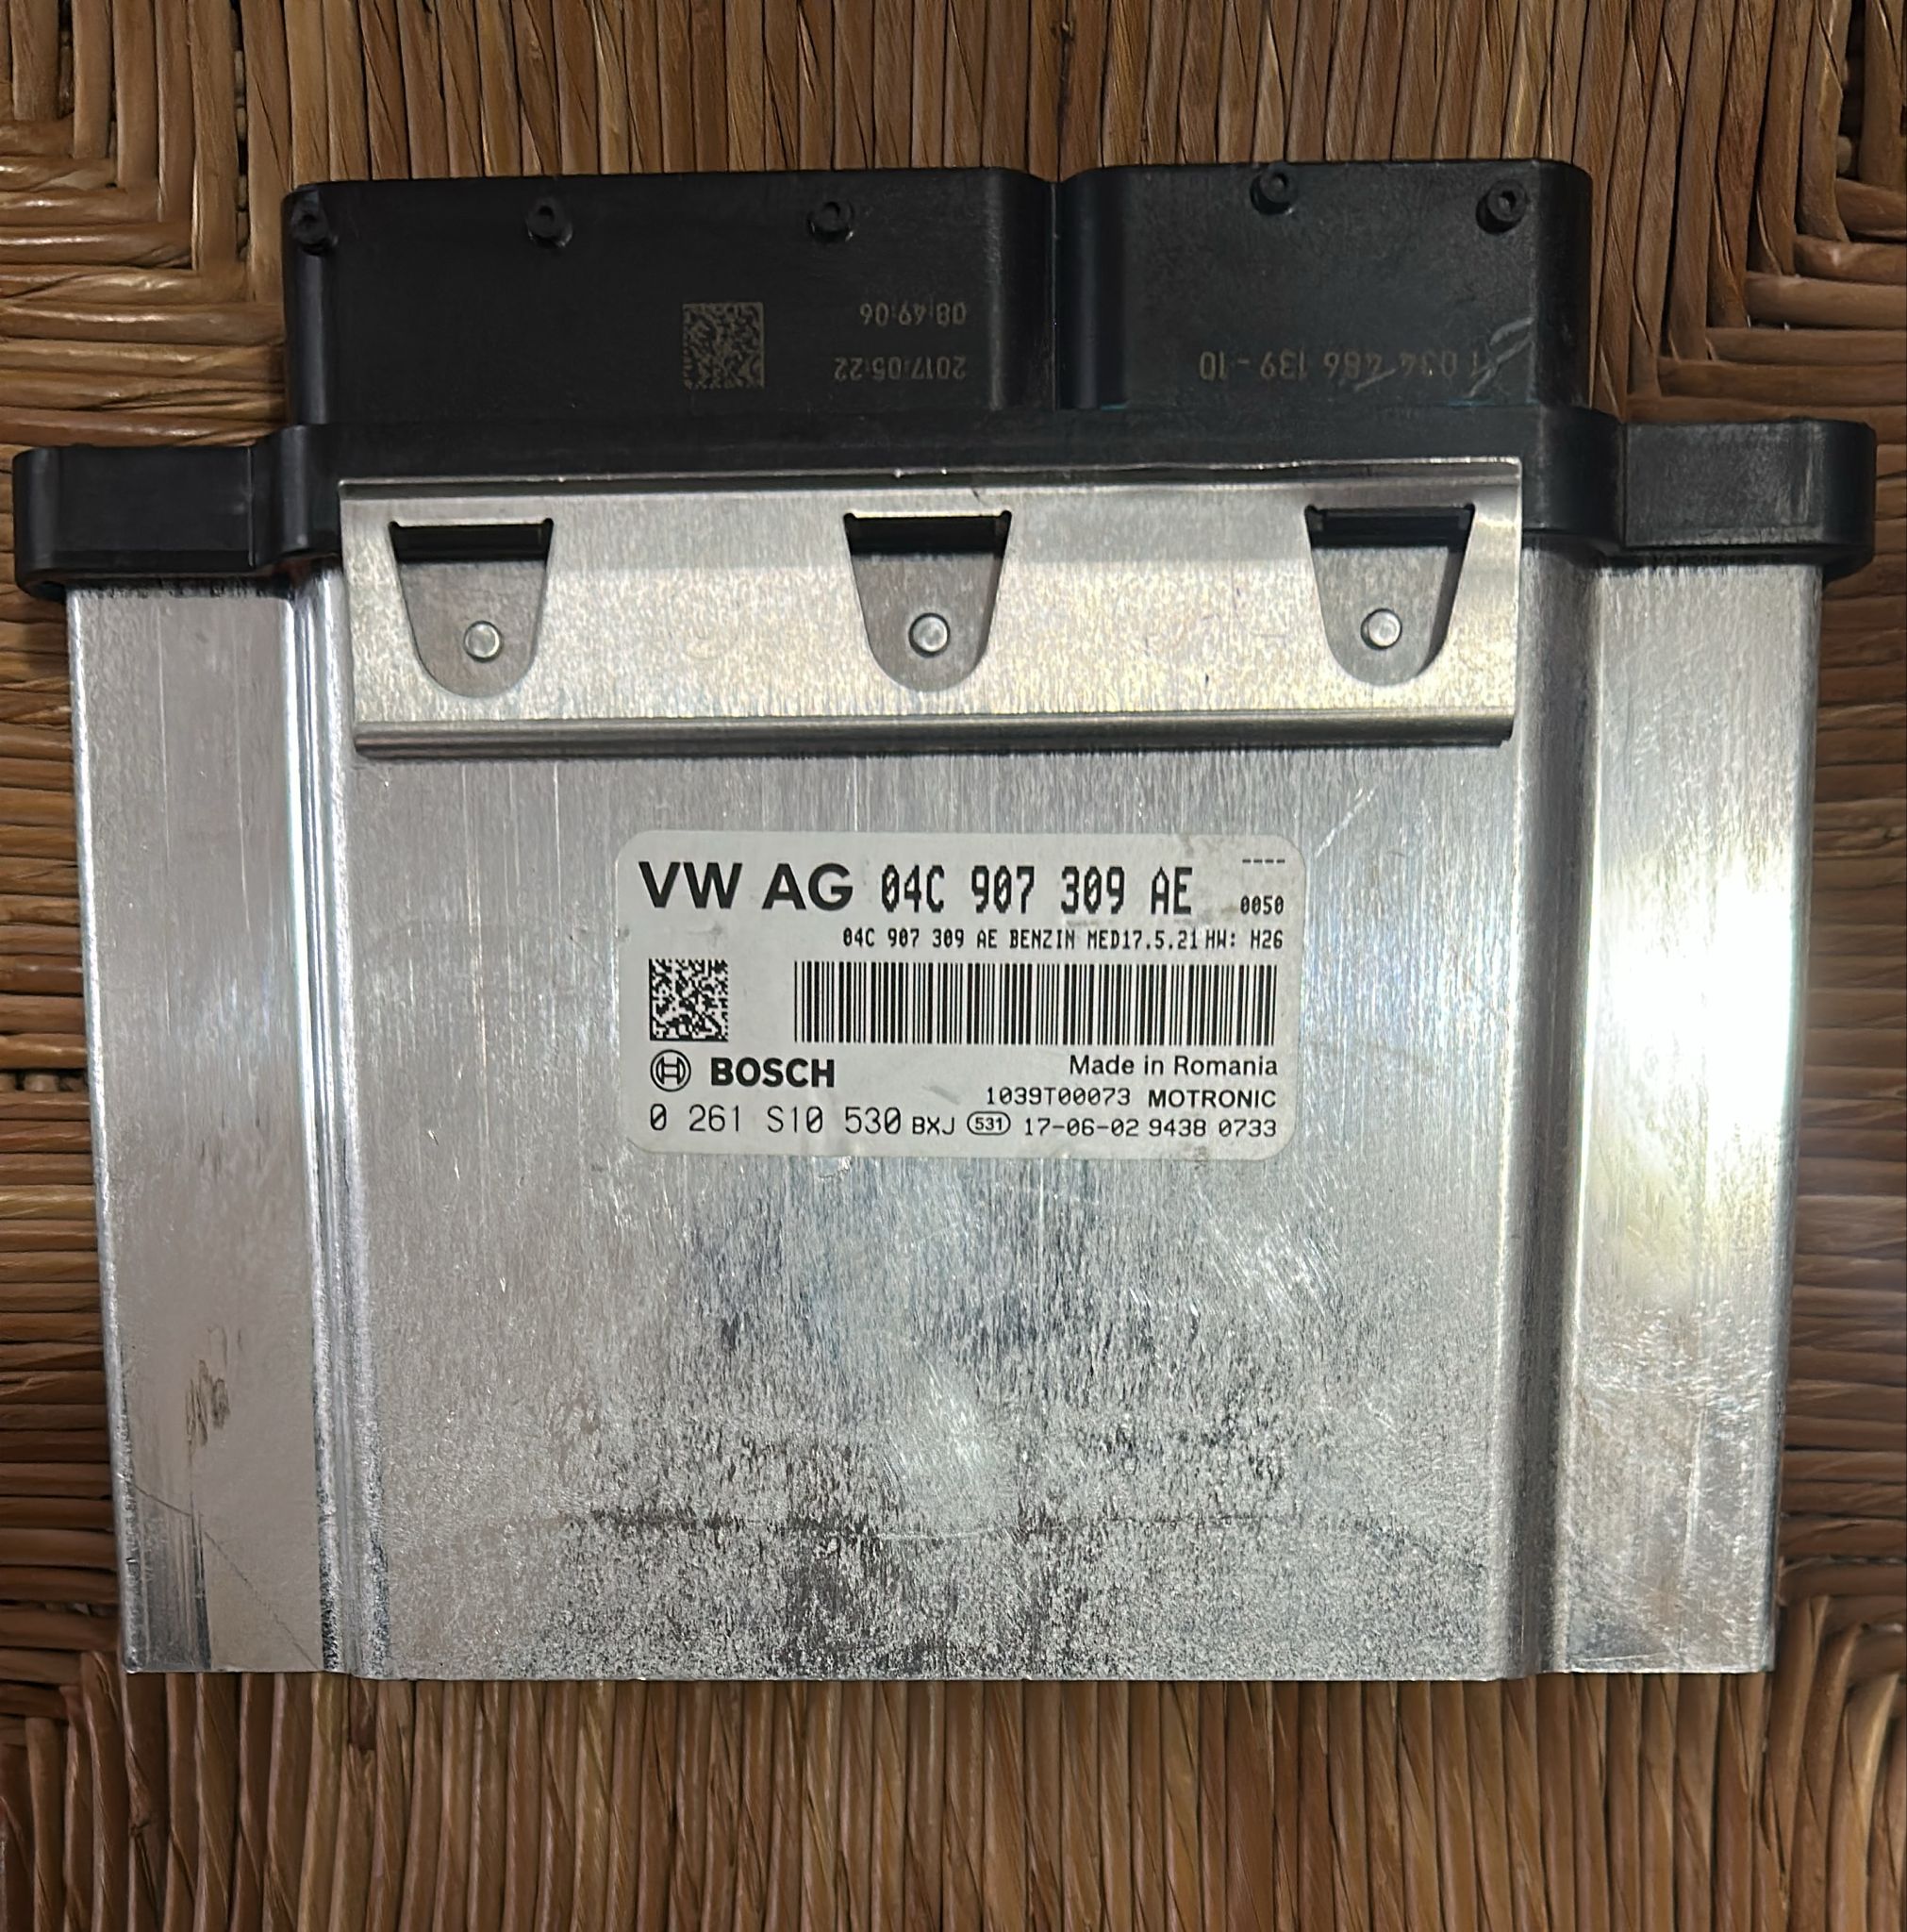 08:49:06
2017:05:22
1 034 486 139-10
VW AG 04C 907 309 AE ----
0050
04C 907 309 AE BENZIN MED17.5.21 HW: H26
BOSCH Made in Romania
1039T00073 MOTRONIC
0 261 S10 530 BXJ 531 17-06-02 9438 0733